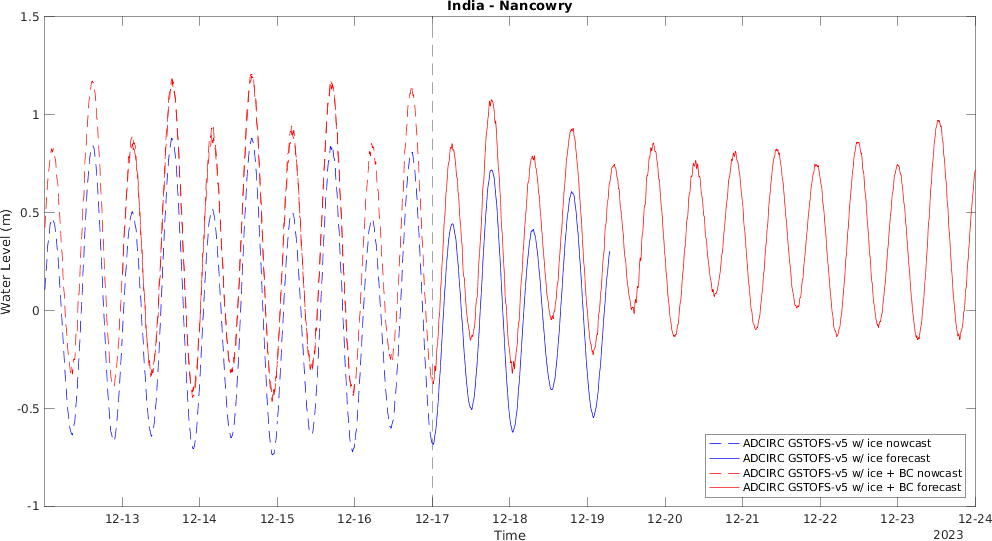 India - Nancowry
1.5
1
0.5
0
-0.5
-1
Water Level (m)
12-13 12-14 12-15 12-16 12-17 12-18 12-19 12-20 12-21 12-22 12-23 12-24
Time
2023
ADCIRC GSTOFS-v5 w/ ice nowcast
ADCIRC GSTOFS-v5 w/ ice forecast
ADCIRC GSTOFS-v5 w/ ice + BC nowcast
ADCIRC GSTOFS-v5 w/ ice + BC forecast